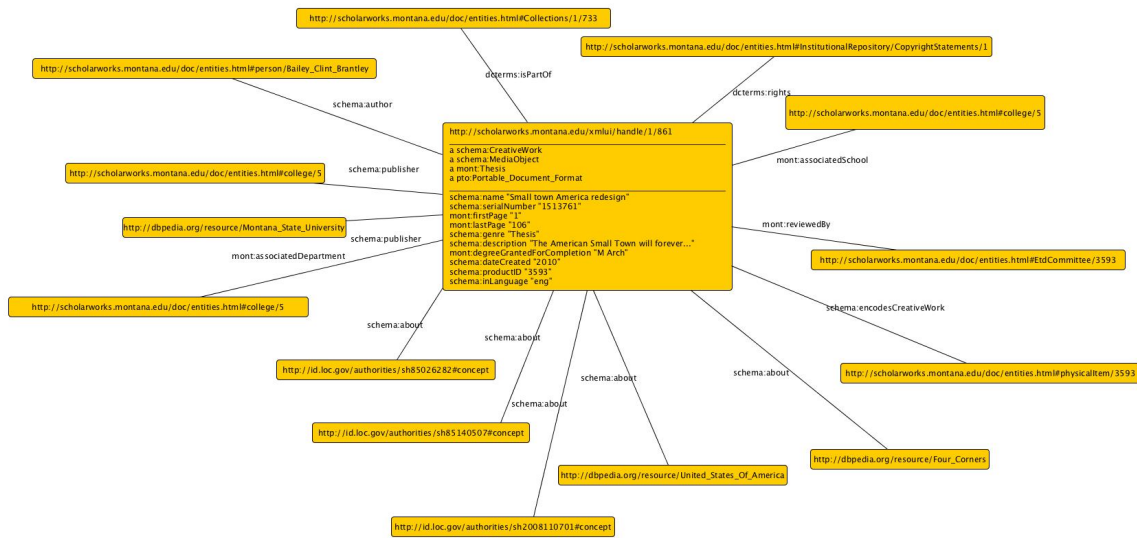 http://scholarworks.montana.edu/doc/entities.html#Collections/1/733
http://scholarworks.montana.edu/doc/entities.html#InstitutionalRepository/CopyrightStatements/1
http://scholarworks.montana.edu/doc/entities.html#person/Bailey_Clint_Brantley
dcterms:isPartOf
dcterms:rights
schema:author
http://scholarworks.montana.edu/doc/entities.html#college/5
http://scholarworks.montana.edu/xmlui/handle/1/861
a schema:CreativeWork
a schema:MediaObject
a mont:Thesis
a pto:Portable_Document_Format
schema:name "Small town America redesign"
schema:serialNumber "1513761"
mont:firstPage "1"
mont:lastPage "106"
schema:genre "Thesis"
schema:description "The American Small Town will forever..."
mont:degreeGrantedForCompletion "M Arch"
schema:dateCreated "2010"
schema:productID "3593"
schema:inLanguage "eng"
mont:associatedSchool
schema:publisher
http://scholarworks.montana.edu/doc/entities.html#college/5
http://dbpedia.org/resource/Montana_State_University
mont:reviewedBy
schema:publisher
mont:associatedDepartment
http://scholarworks.montana.edu/doc/entities.html#EtdCommittee/3593
http://scholarworks.montana.edu/doc/entities.html#college/5
schema:encodesCreativeWork
schema:about
schema:about
http://id.loc.gov/authorities/sh85026282#concept
schema:about
schema:about
http://scholarworks.montana.edu/doc/entities.html#physicalItem/3593
schema:about
http://id.loc.gov/authorities/sh85140507#concept
http://dbpedia.org/resource/Four_Corners
http://dbpedia.org/resource/United_States_Of_America
http://id.loc.gov/authorities/sh2008110701#concept